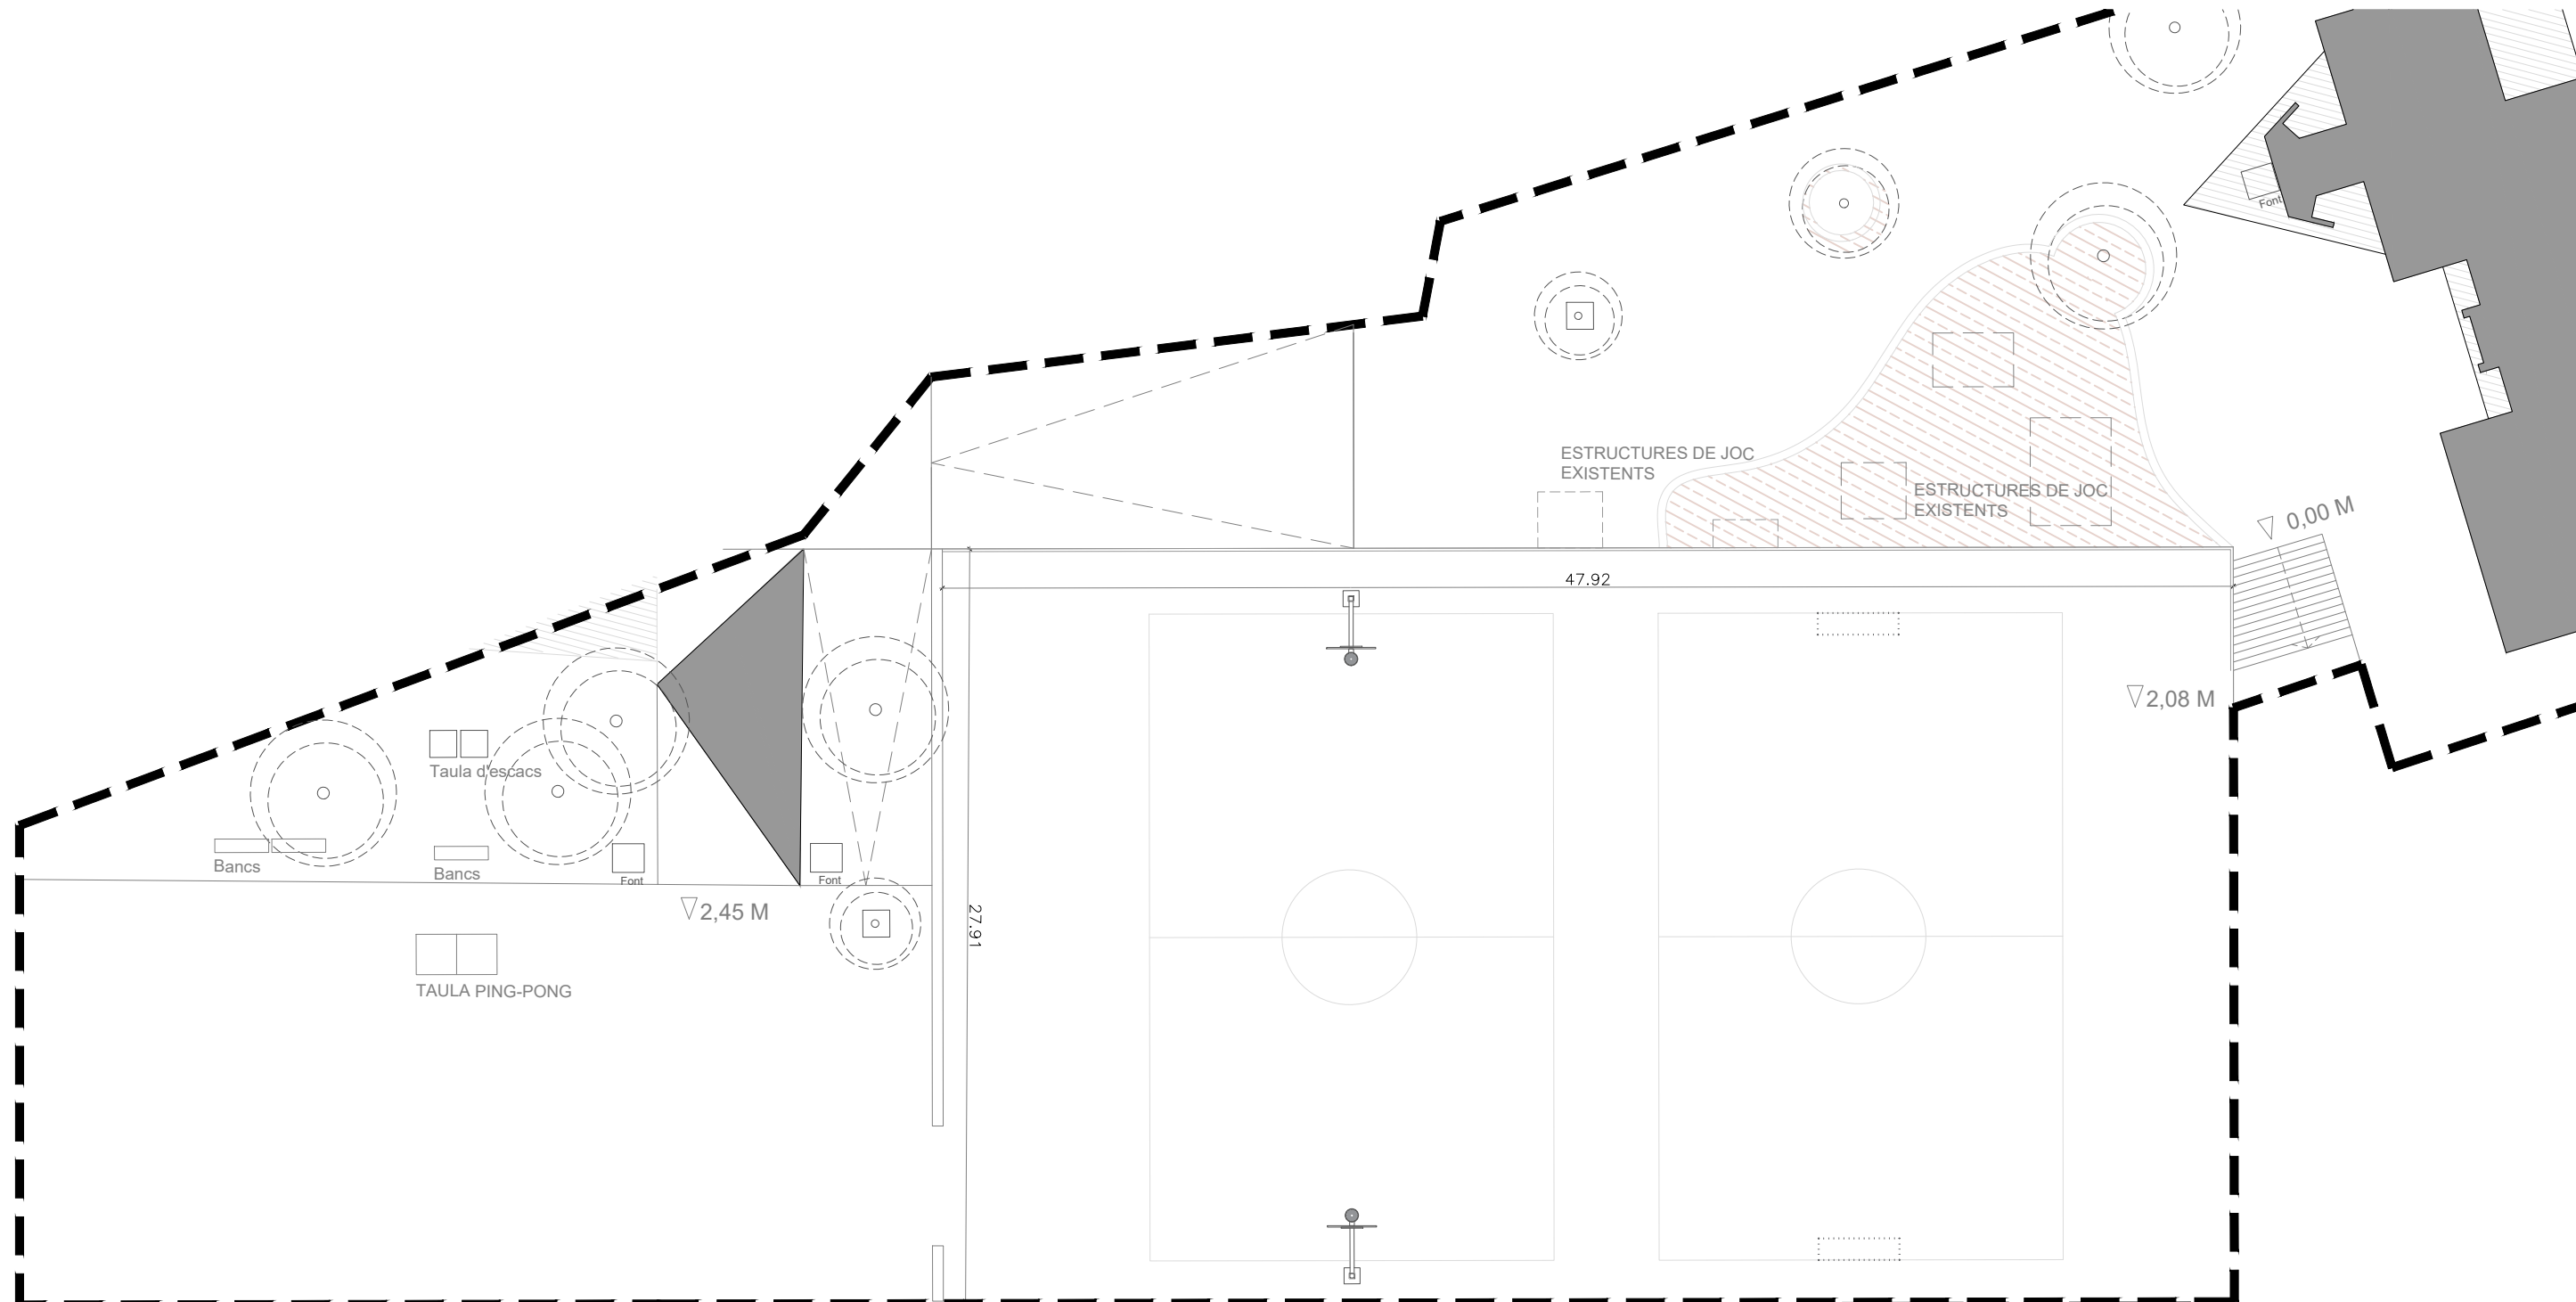 Font
ESTRUCTURES DE JOC
EXISTENTS
ESTRUCTURES DE JOC
EXISTENTS
0,00 M
47.92
2,08 M
Taula d'escacs
Bancs
Bancs
Font
Font
2,45 M
27.91
TAULA PING-PONG